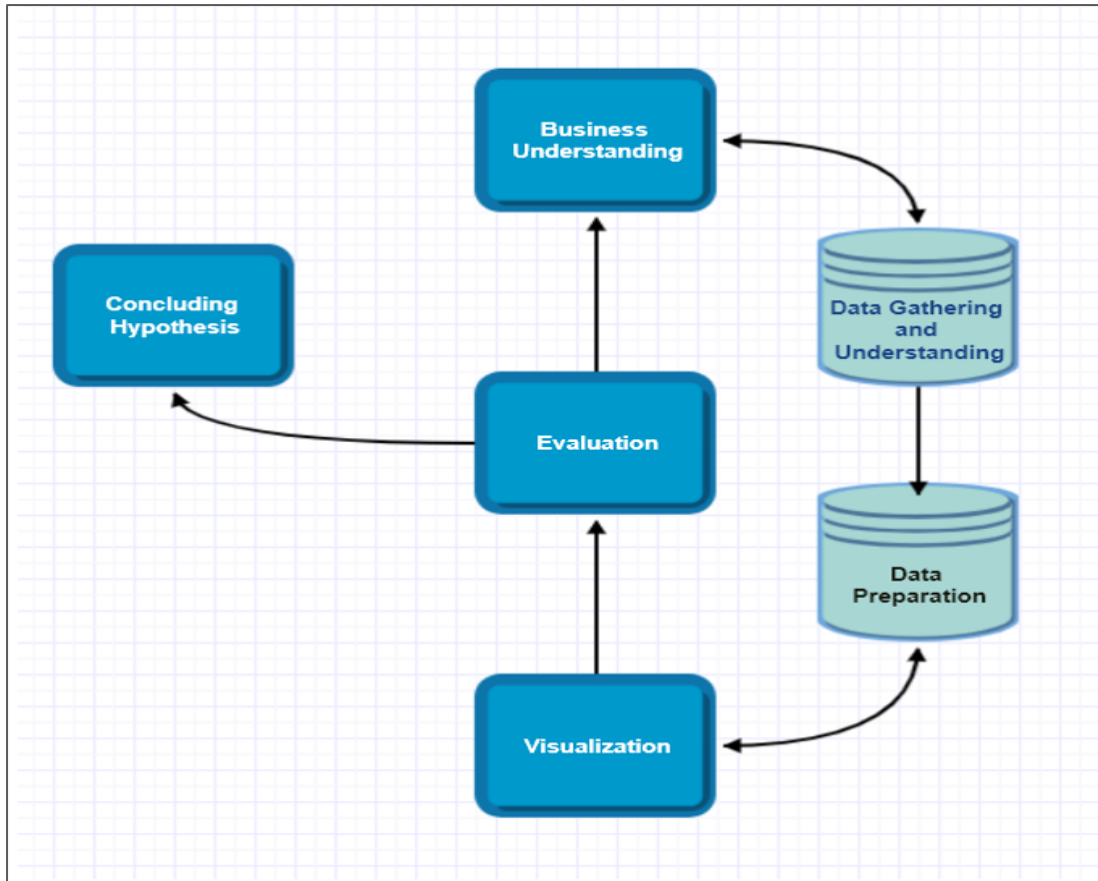 Business
Understanding
Concluding
Hypothesis
Data Gathering
and
Understanding
Evaluation
Data
Preparation
Visualization